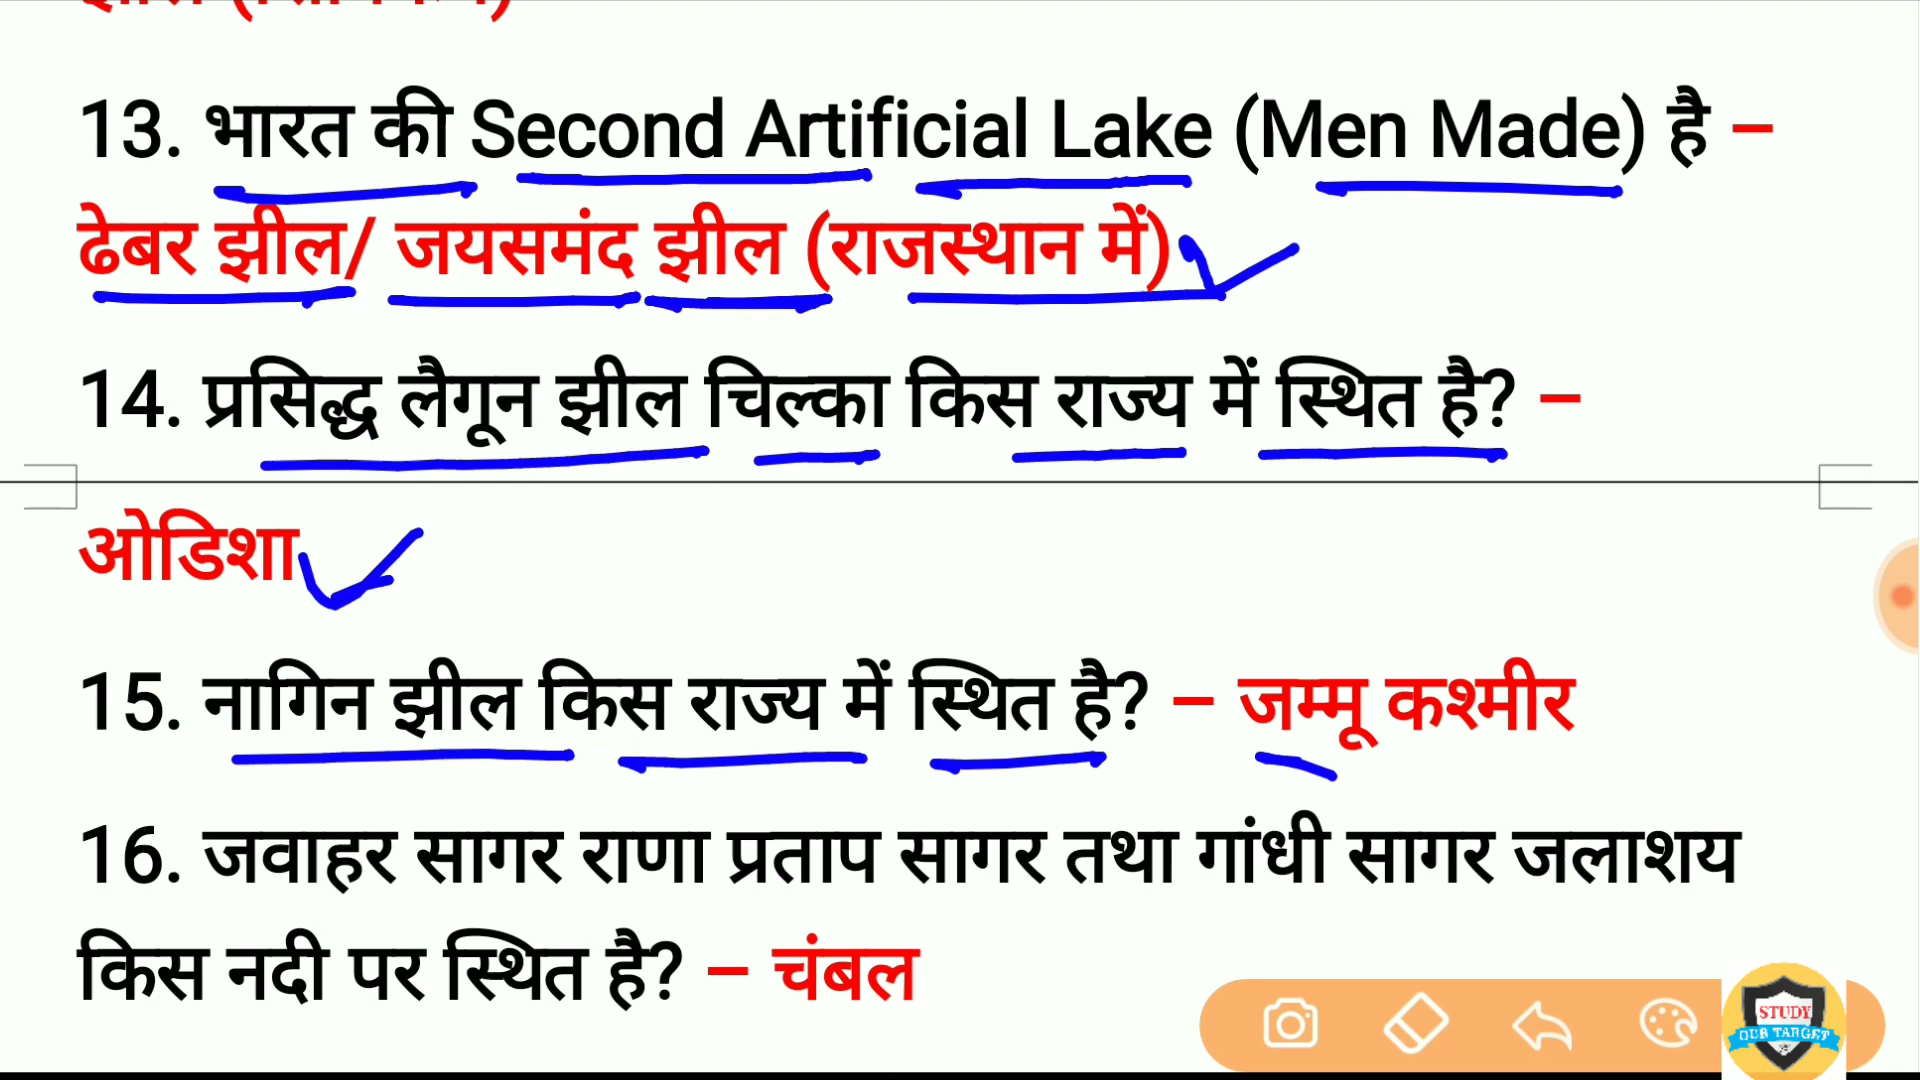 13. भारत की Second Artificial Lake (Men Made) है –
ढेबर झील/ जयसमंद झील (राजस्थान में)
14. प्रसिद्ध लैगून झील चिल्का किस राज्य में स्थित है? –
ओडिशा
15. नागिन झील किस राज्य में स्थित है? – जम्मू कश्मीर
16. जवाहर सागर राणा प्रताप सागर तथा गांधी सागर जलाशय
किस नदी पर स्थित है? – चंबल
STUDY
OUR TARGET